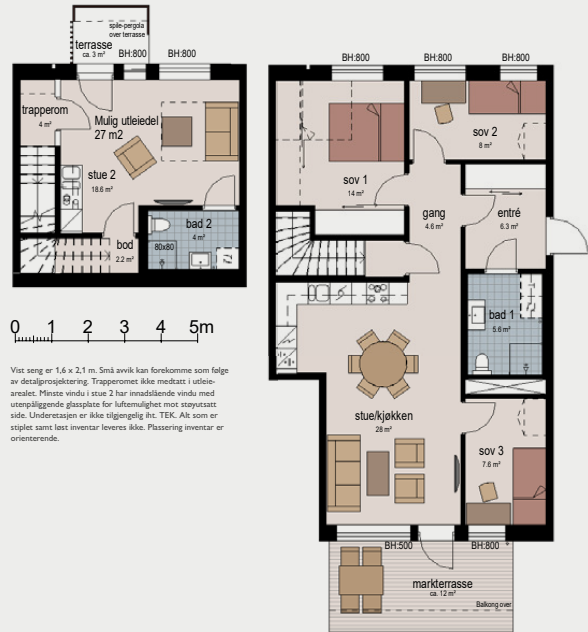 spile-pergola
over terrasse
terrasse
ca. 3 m²
BH:800
BH:800
trapperom
4 m²
Mulig utleiedel
27 m2
stue 2
18.6 m²
bad 2
4 m²
80x80
bod
2.2 m²
0 1 2 3 4 5m
Vist seng er 1,6 x 2,1 m. Små avvik kan forekomme som følge
av detaljprosjektering. Trapperomet ikke medtatt i utleie-
arealet. Minste vindu i stue 2 har innadslående vindu med
utenpåliggende glassplate for luftemulighet mot støyutsatt
side. Underetasjen er ikke tilgjengelig iht. TEK. Alt som er
stiplet samt løst inventar leveres ikke. Plassering inventar er
orienterende.
BH:800
BH:800
BH:800
sov 1
14 m²
sov 2
8 m²
gang
4.6 m²
entré
6.3 m²
bad 1
5.6 m²
stue/kjøkken
28 m²
sov 3
7.6 m²
BH:500
BH:800
markterrasse
ca. 12 m²
Balkong over